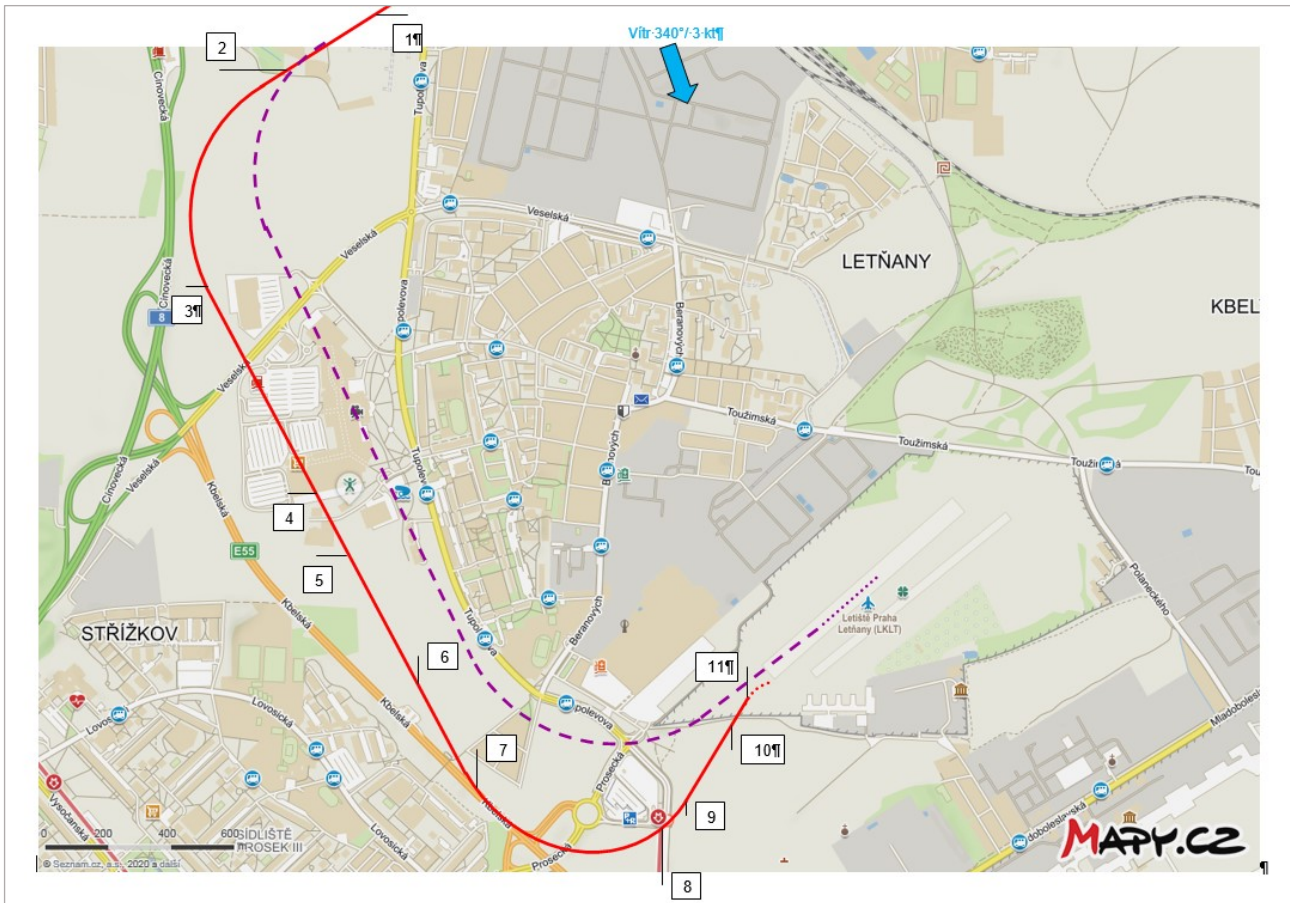 Vítr·340°/·3·kt¶
1¶
2
3¶
4
5
6
7
8
9
10¶
11¶
Cínovecká
Tupolevova
Cínovecká
Veselská
Veselská
LETŇANY
KBEL
8
Beranových
Veselská
Toužimská
Toužimská
Cínovecká
Veselská
Tupolevova
Kbelská
E55
Polaneckého
STŘÍŽKOV
Kbelská
Beranových
Letiště Praha
Letňany (LKLT)
Lovosická
Kbelská
Prosecká
Mladoboleslavská
Vysočanská
Kbelská
P+R
0 200 400 600
SÍDLIŠTĚ
PROSEK III
Lovosická
Prosecká
MAPY.CZ
© Seznam.cz, a.s., 2020 a další
¶